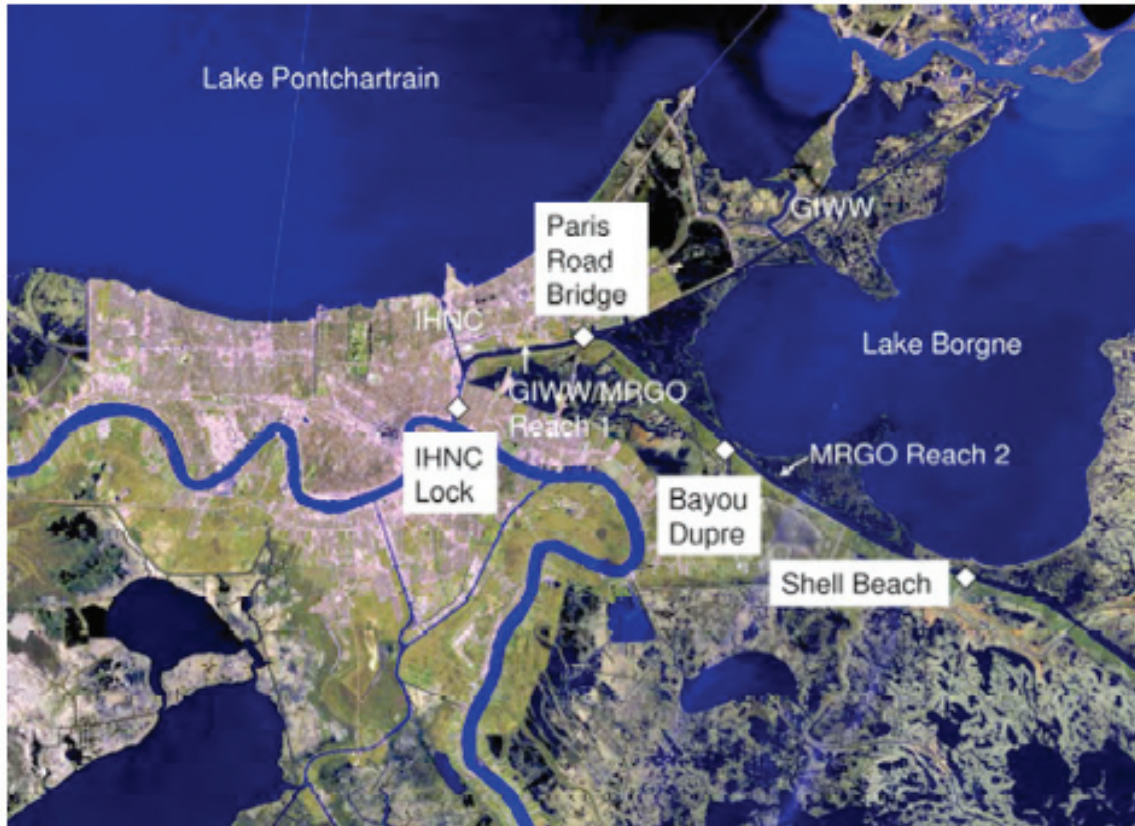 Lake Pontchartrain
GIWW
Paris
Road
Bridge
IHNC
Lake Borgne
GIWW/MRGO
Reach 1
MRGO Reach 2
IHNC
Lock
Bayou
Dupre
Shell Beach